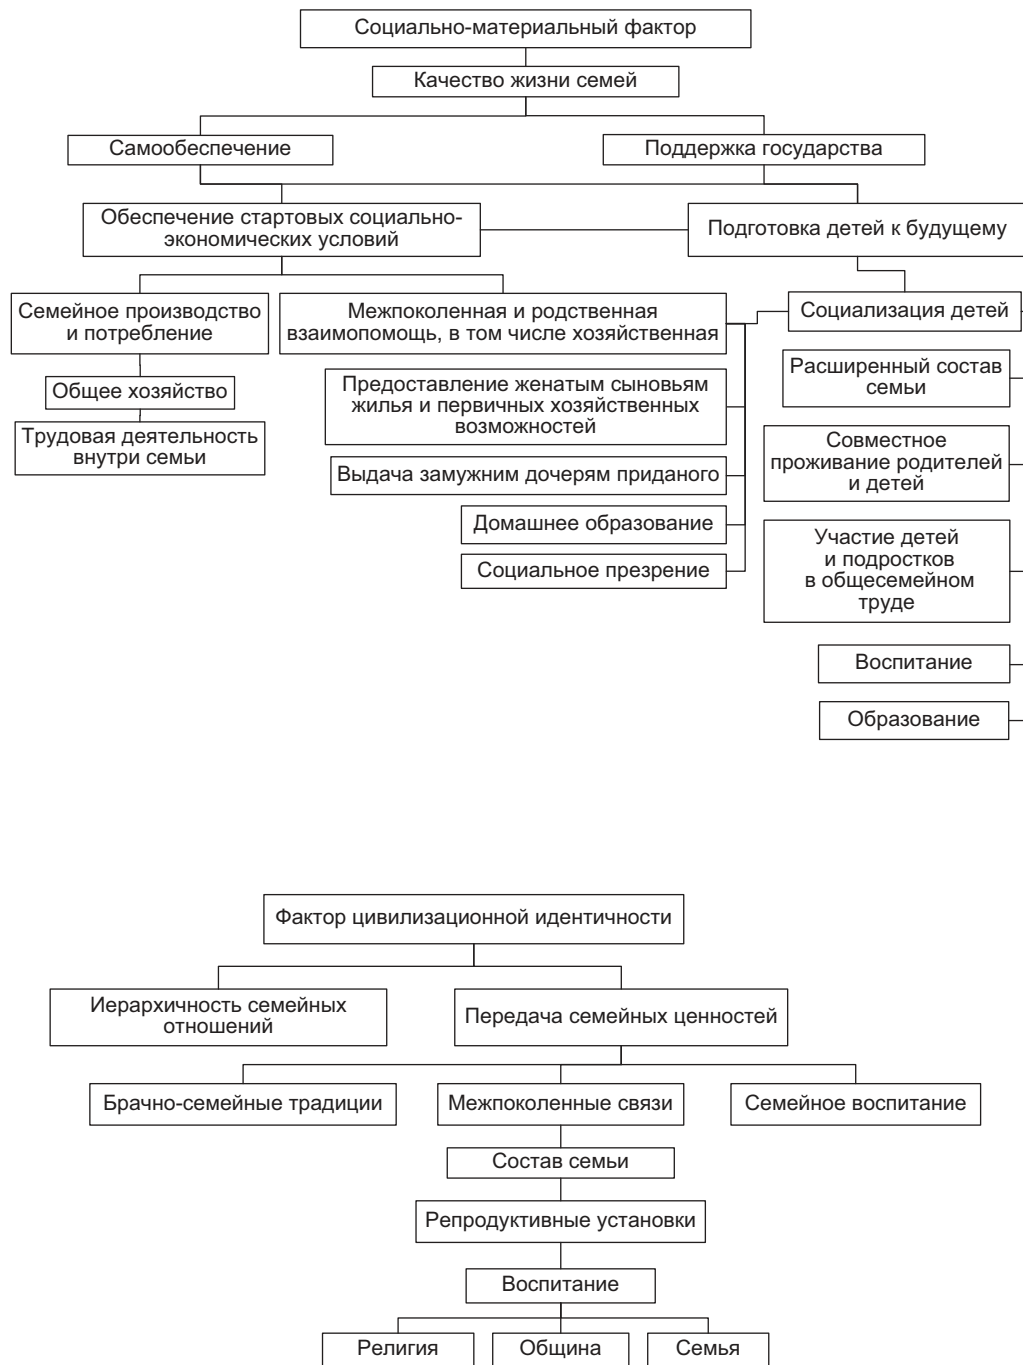 Социально-материальный фактор
Качество жизни семей
Самообеспечение
Поддержка государства
Обеспечение стартовых социально-
экономических условий
Подготовка детей к будущему
Семейное производство
и потребление
Межпоколенная и родственная
взаимопомощь, в том числе хозяйственная
Социализация детей
Общее хозяйство
Трудовая деятельность
внутри семьи
Предоставление женатым сыновьям
жилья и первичных хозяйственных
возможностей
Выдача замужним дочерям приданого
Домашнее образование
Социальное презрение
Расширенный состав
семьи
Совместное
проживание родителей
и детей
Участие детей
и подростков
в общесемейном
труде
Воспитание
Образование
Фактор цивилизационной идентичности
Иерархичность семейных
отношений
Передача семейных ценностей
Брачно-семейные традиции
Межпоколенные связи
Семейное воспитание
Состав семьи
Репродуктивные установки
Воспитание
Религия
Община
Семья